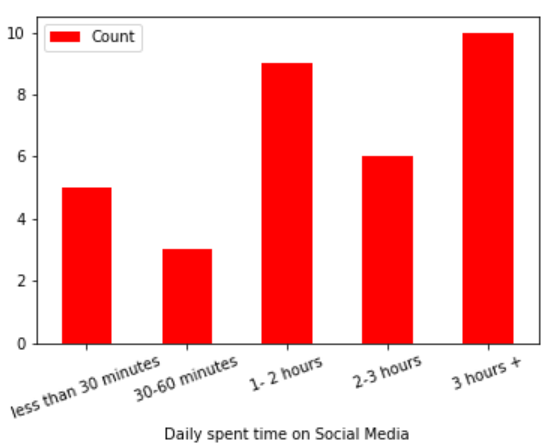 Count
10
8
6
4
2
0
less than 30 minutes
30-60 minutes
1- 2 hours
2-3 hours
3 hours +
Daily spent time on Social Media